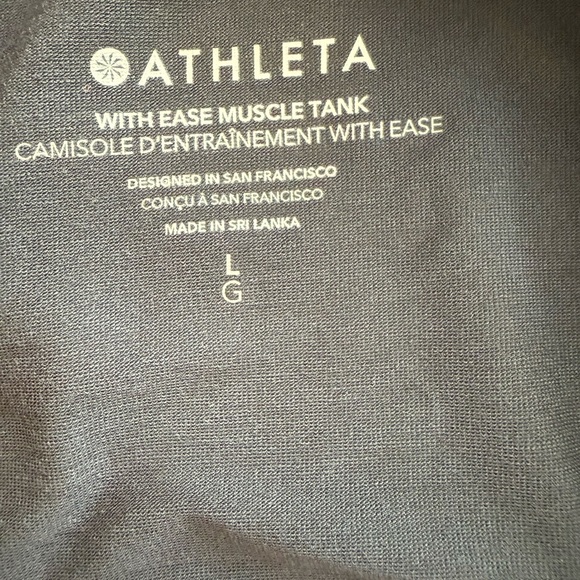 ATHLETA
WITH EASE MUSCLE TANK
CAMISOLE D'ENTRAÎNEMENT WITH EASE
DESIGNED IN SAN FRANCISCO
CONÇU À SAN FRANCISCO
MADE IN SRI LANKA
L
G